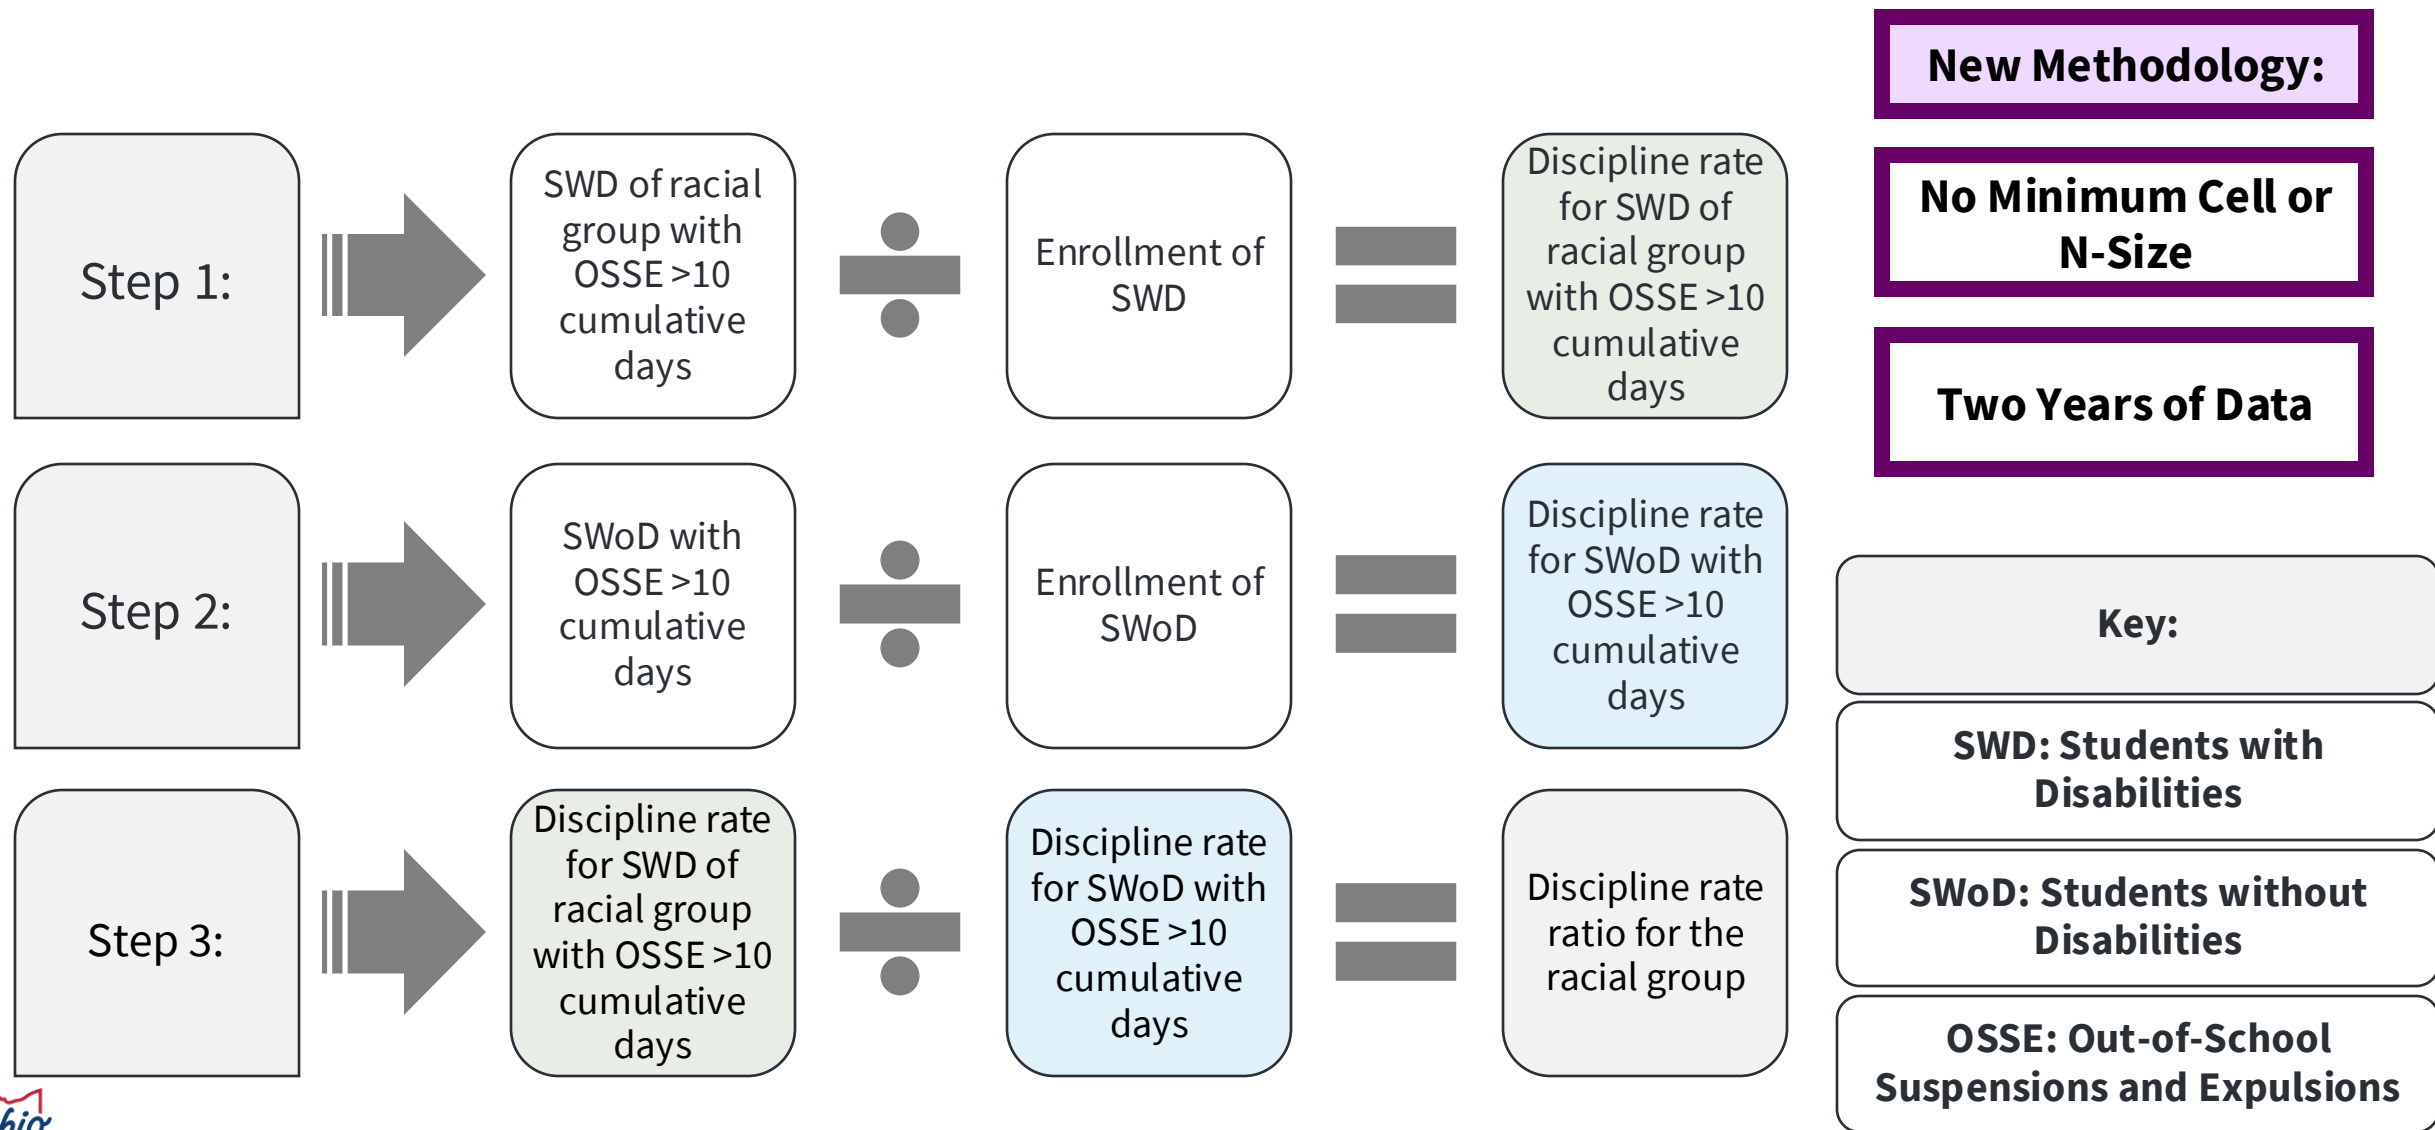 New Methodology:
No Minimum Cell or
N-Size
Two Years of Data
Step 1:
SWD of racial
group with
OSSE >10
cumulative
days
Enrollment of
SWD
Discipline rate
for SWD of
racial group
with OSSE >10
cumulative
days
Step 2:
SWoD with
OSSE >10
cumulative
days
Enrollment of
SWoD
Discipline rate
for SWoD with
OSSE >10
cumulative
days
Step 3:
Discipline rate
for SWD of
racial group
with OSSE >10
cumulative
days
Discipline rate
for SWoD with
OSSE >10
cumulative
days
Discipline rate
ratio for the
racial group
Key:
SWD: Students with
Disabilities
SWoD: Students without
Disabilities
OSSE: Out-of-School
Suspensions and Expulsions